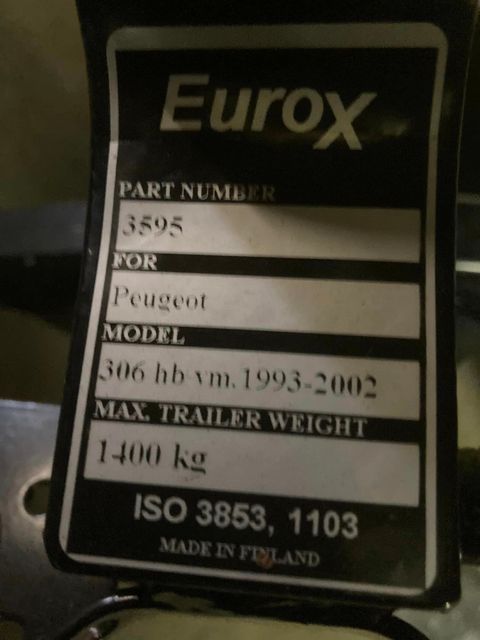 EuroX
PART NUMBER
3595
FOR
Peugeot
MODEL
306 hb vm.1993-2002
MAX. TRAILER WEIGHT
1400 kg
ISO 3853, 1103
MADE IN FINLAND